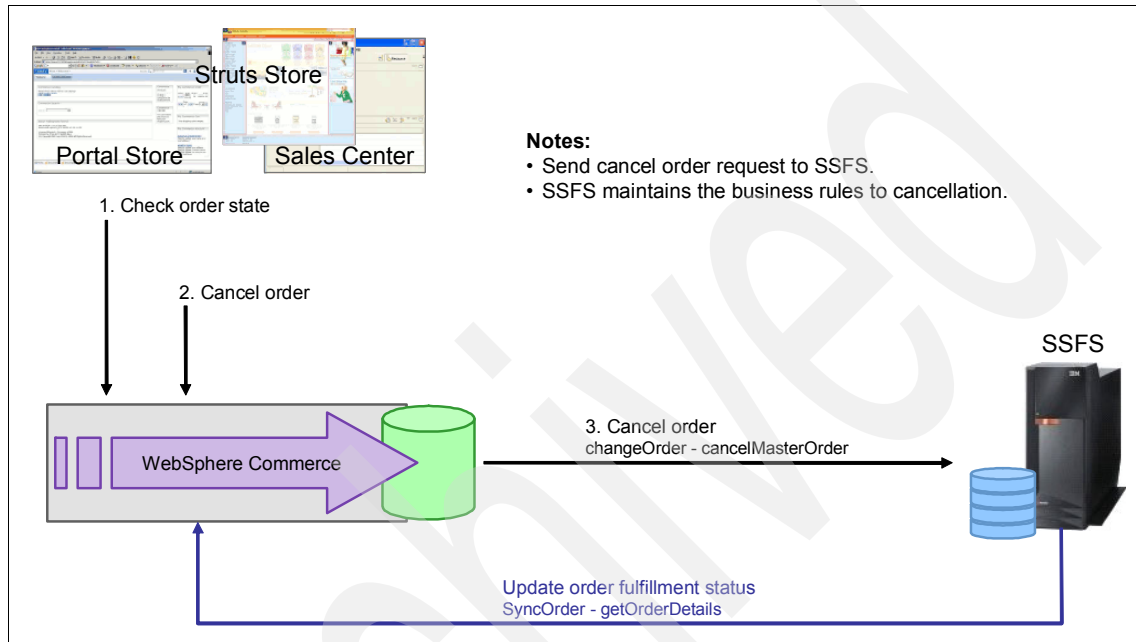 Struts Store
Portal Store
Sales Center
Notes:
• Send cancel order request to SSFS.
• SSFS maintains the business rules to cancellation.
1. Check order state
2. Cancel order
SSFS
IBM
WebSphere Commerce
3. Cancel order
changeOrder - cancelMasterOrder
Update order fulfillment status
SyncOrder - getOrderDetails
hived